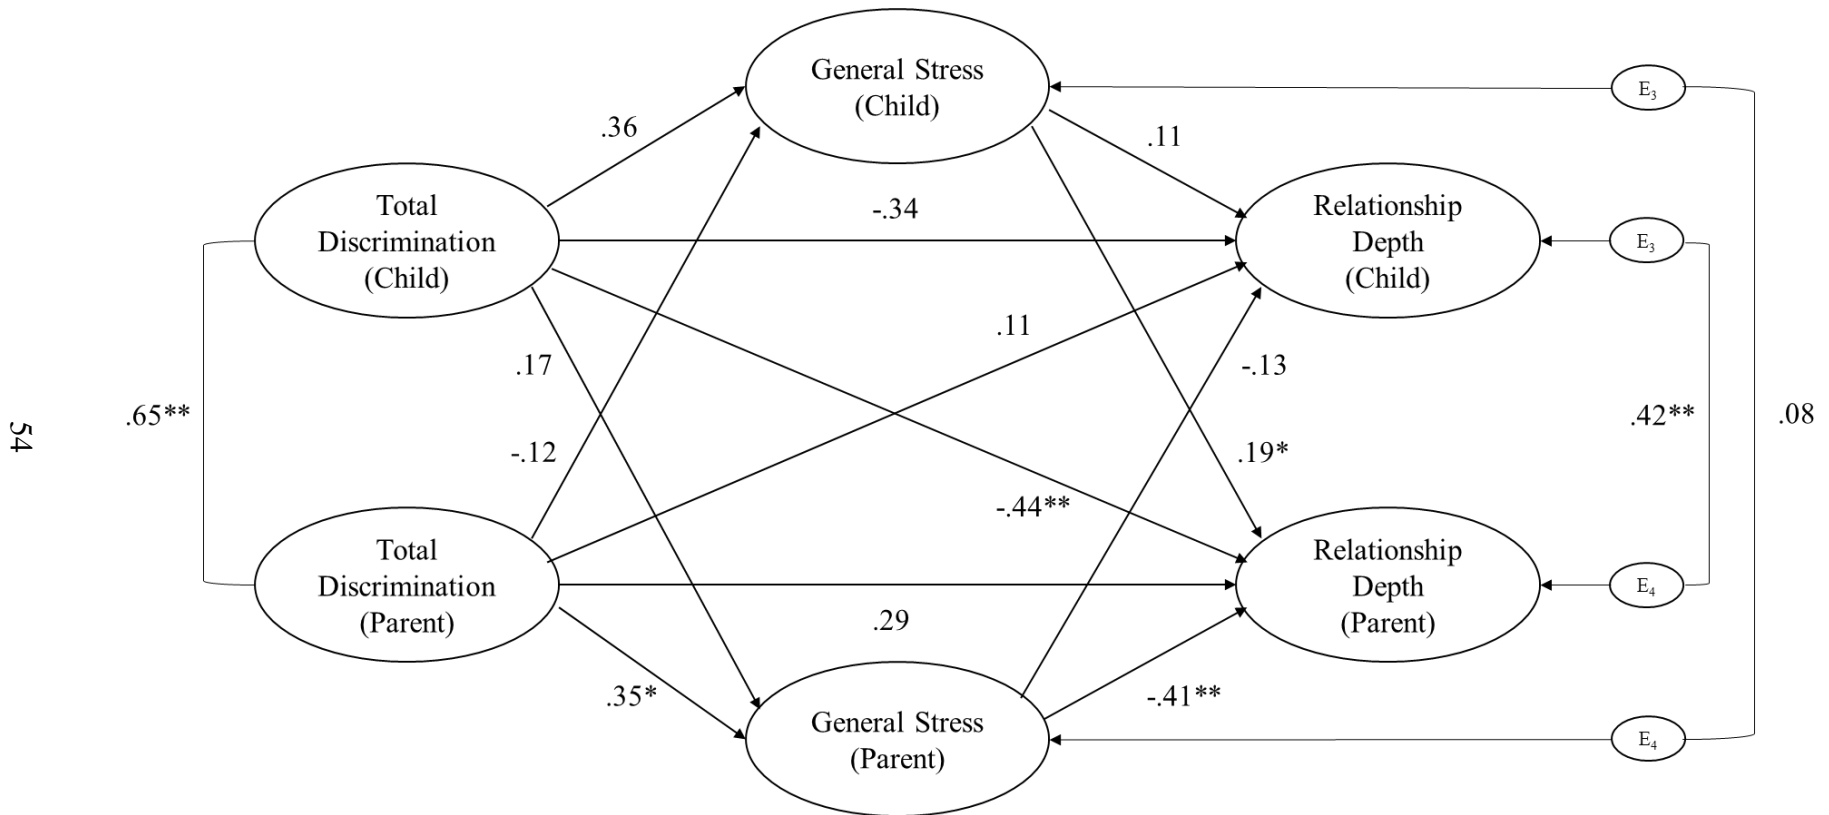 General Stress
(Child)
E3
.36
.11
Total
Discrimination
(Child)
-.34
Relationship
Depth
(Child)
E3
.11
.17
-.13
.65**
.42**
.08
54
-.12
.19*
-.44**
Total
Discrimination
(Parent)
Relationship
Depth
(Parent)
E4
.29
.35*
-.41**
General Stress
(Parent)
E4